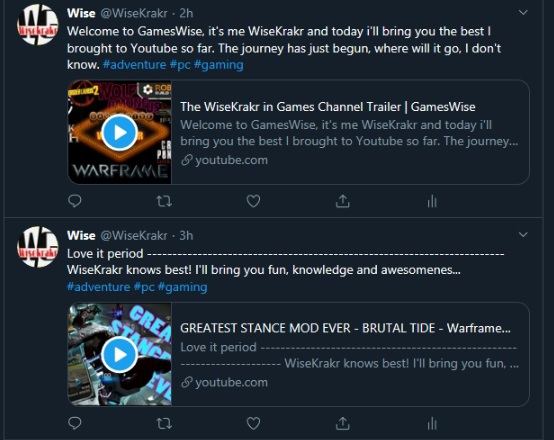 Wise @WiseKrakr · 2h
Welcome to GamesWise, it's me WiseKrakr and today i'll bring you the best I
brought to Youtube so far. The journey has just begun, where will it go, I don't
know. #adventure #pc #gaming
WARFRAME
The WiseKrakr in Games Channel Trailer | GamesWise
Welcome to GamesWise, it's me WiseKrakr and today i'll
bring you the best I brought to Youtube so far. The journey...
youtube.com
Wise @WiseKrakr · 3h
Love it period -----------------------------------------------------------------------
WiseKrakr knows best! I'll bring you fun, knowledge and awesomenes...
#adventure #pc #gaming
GREATEST STANCE MOD EVER - BRUTAL TIDE - Warframe...
Love it period ---------------------------------------------------
-------------------- WiseKrakr knows best! I'll bring you fun, ...
youtube.com